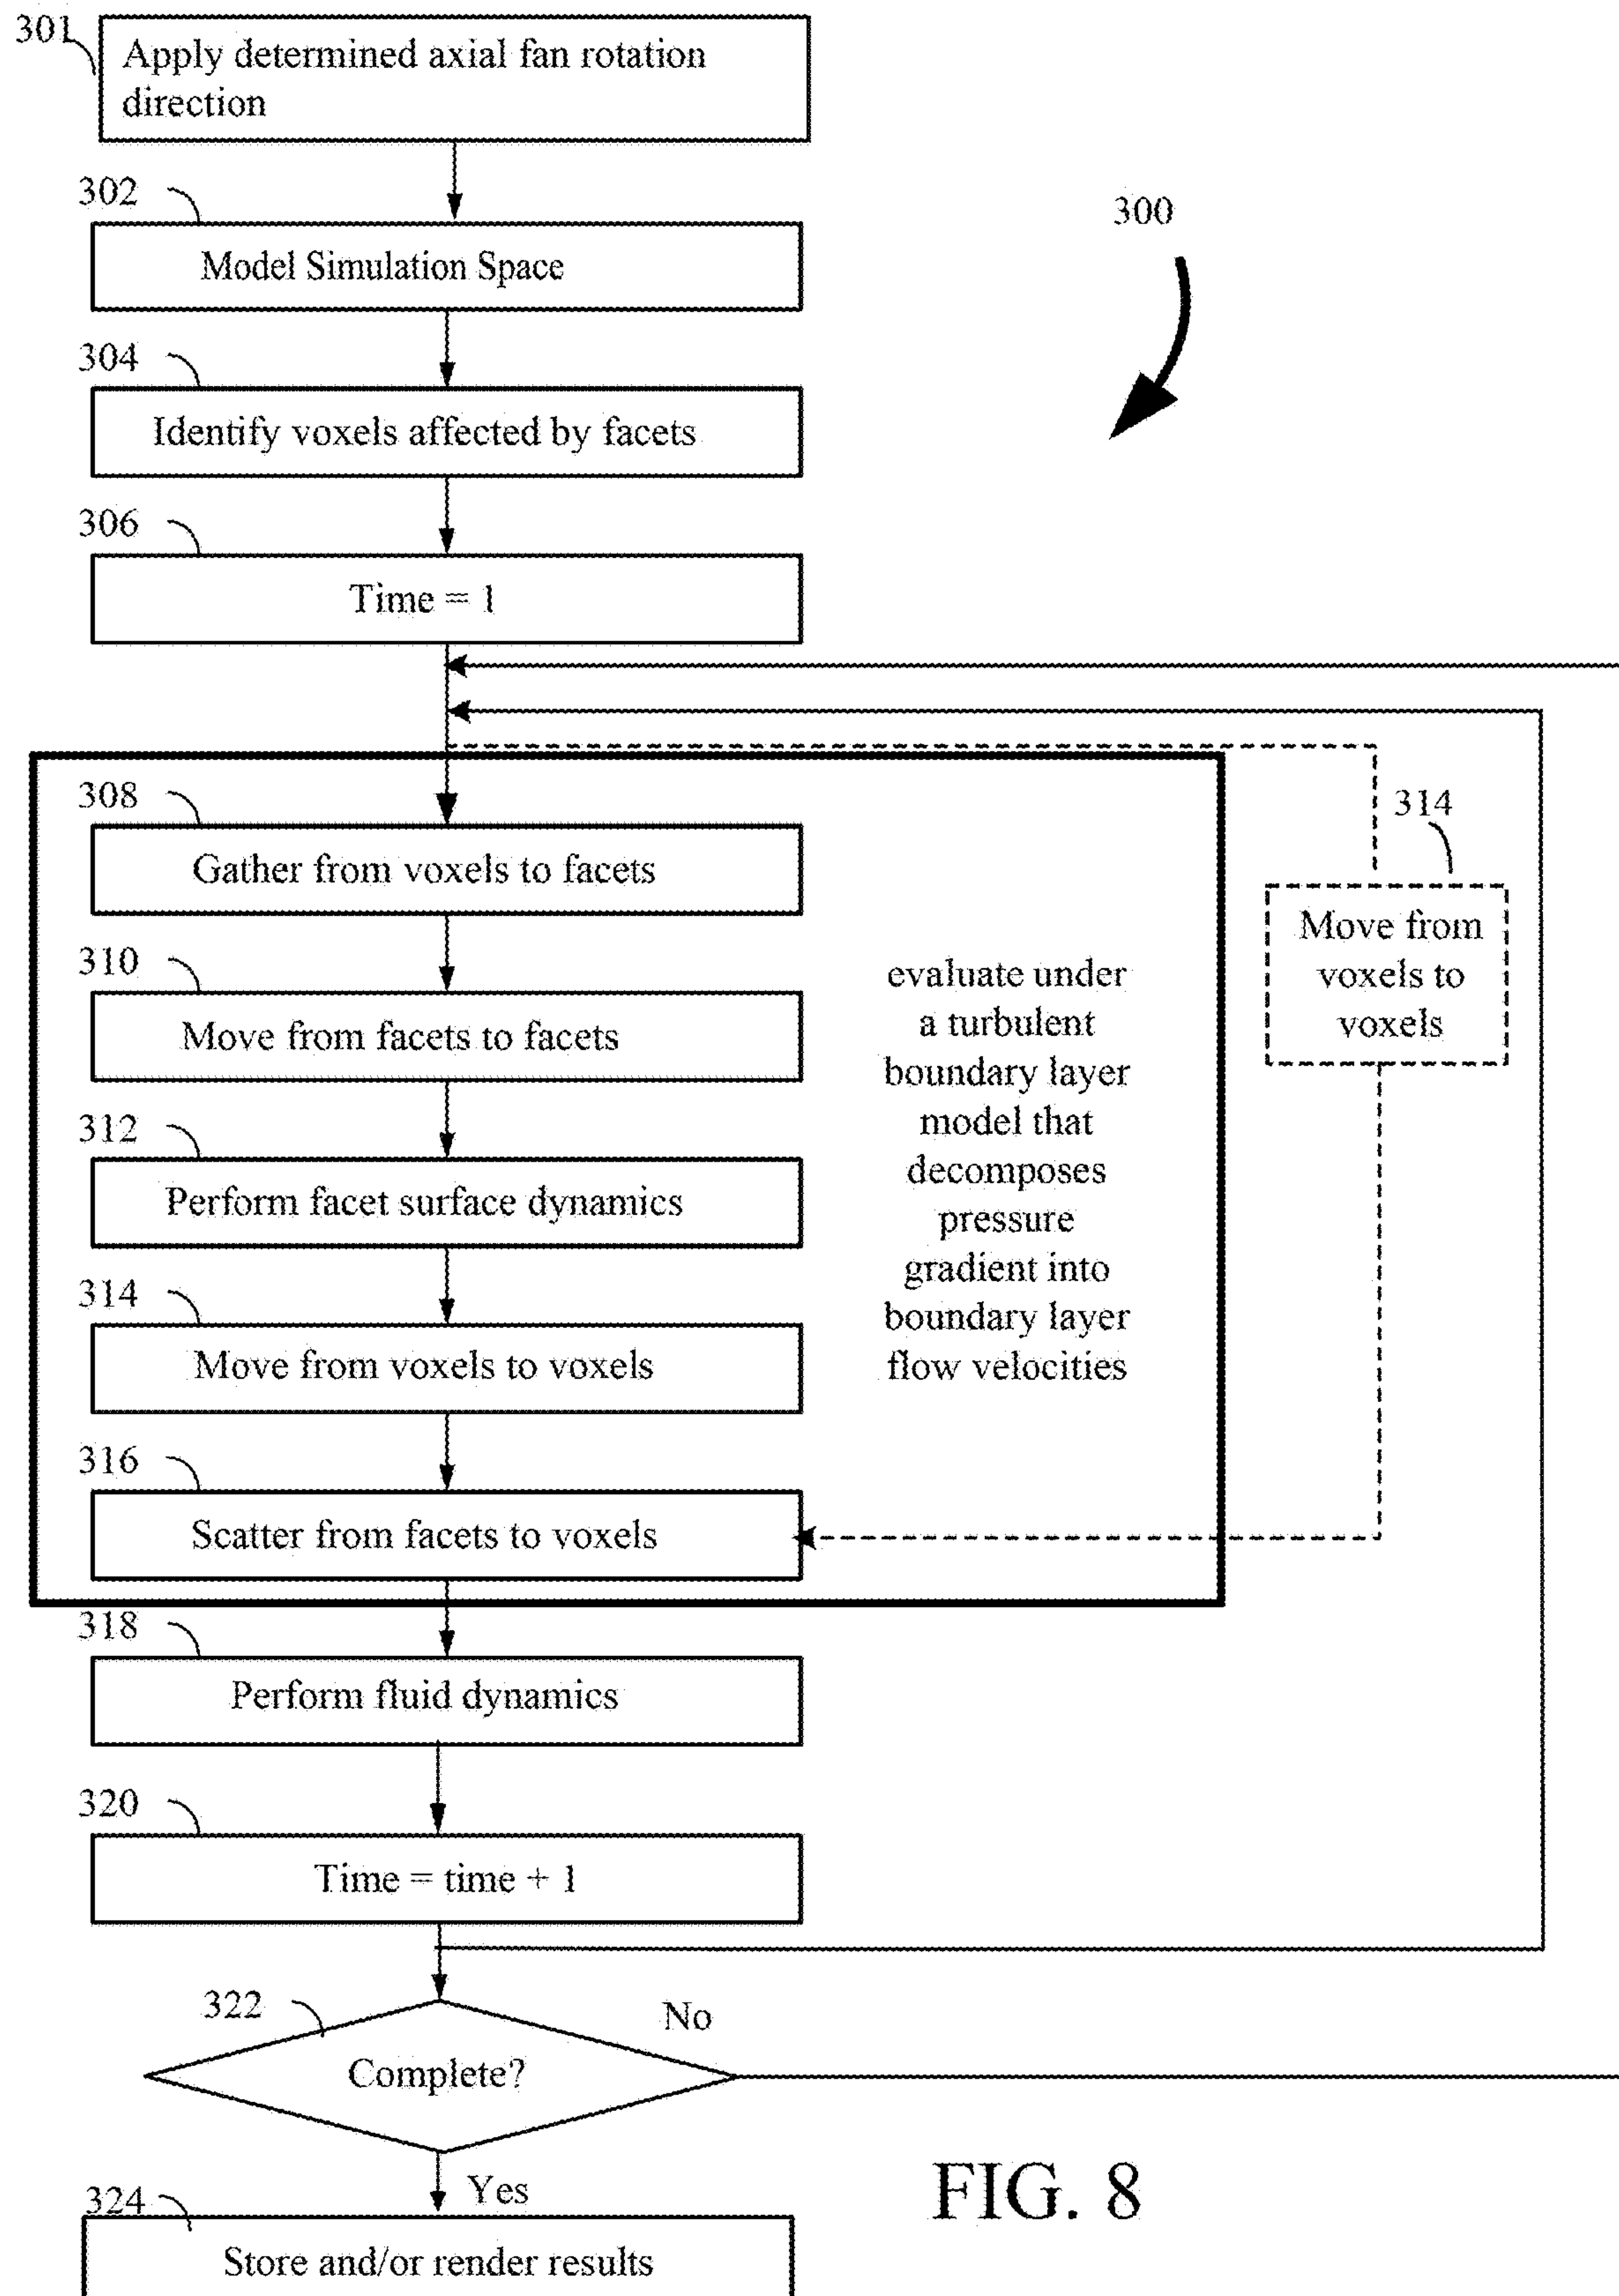 301
Apply determined axial fan rotation
direction
302
Model Simulation Space
300
304
Identify voxels affected by facets
306
Time = 1
308
Gather from voxels to facets
314
Move from
voxels to
voxels
310
Move from facets to facets
evaluate under
a turbulent
boundary layer
model that
decomposes
pressure
gradient into
boundary layer
flow velocities
312
Perform facet surface dynamics
314
Move from voxels to voxels
316
Scatter from facets to voxels
318
Perform fluid dynamics
320
Time = time + 1
322
Complete?
No
Yes
324
Store and/or render results
FIG. 8